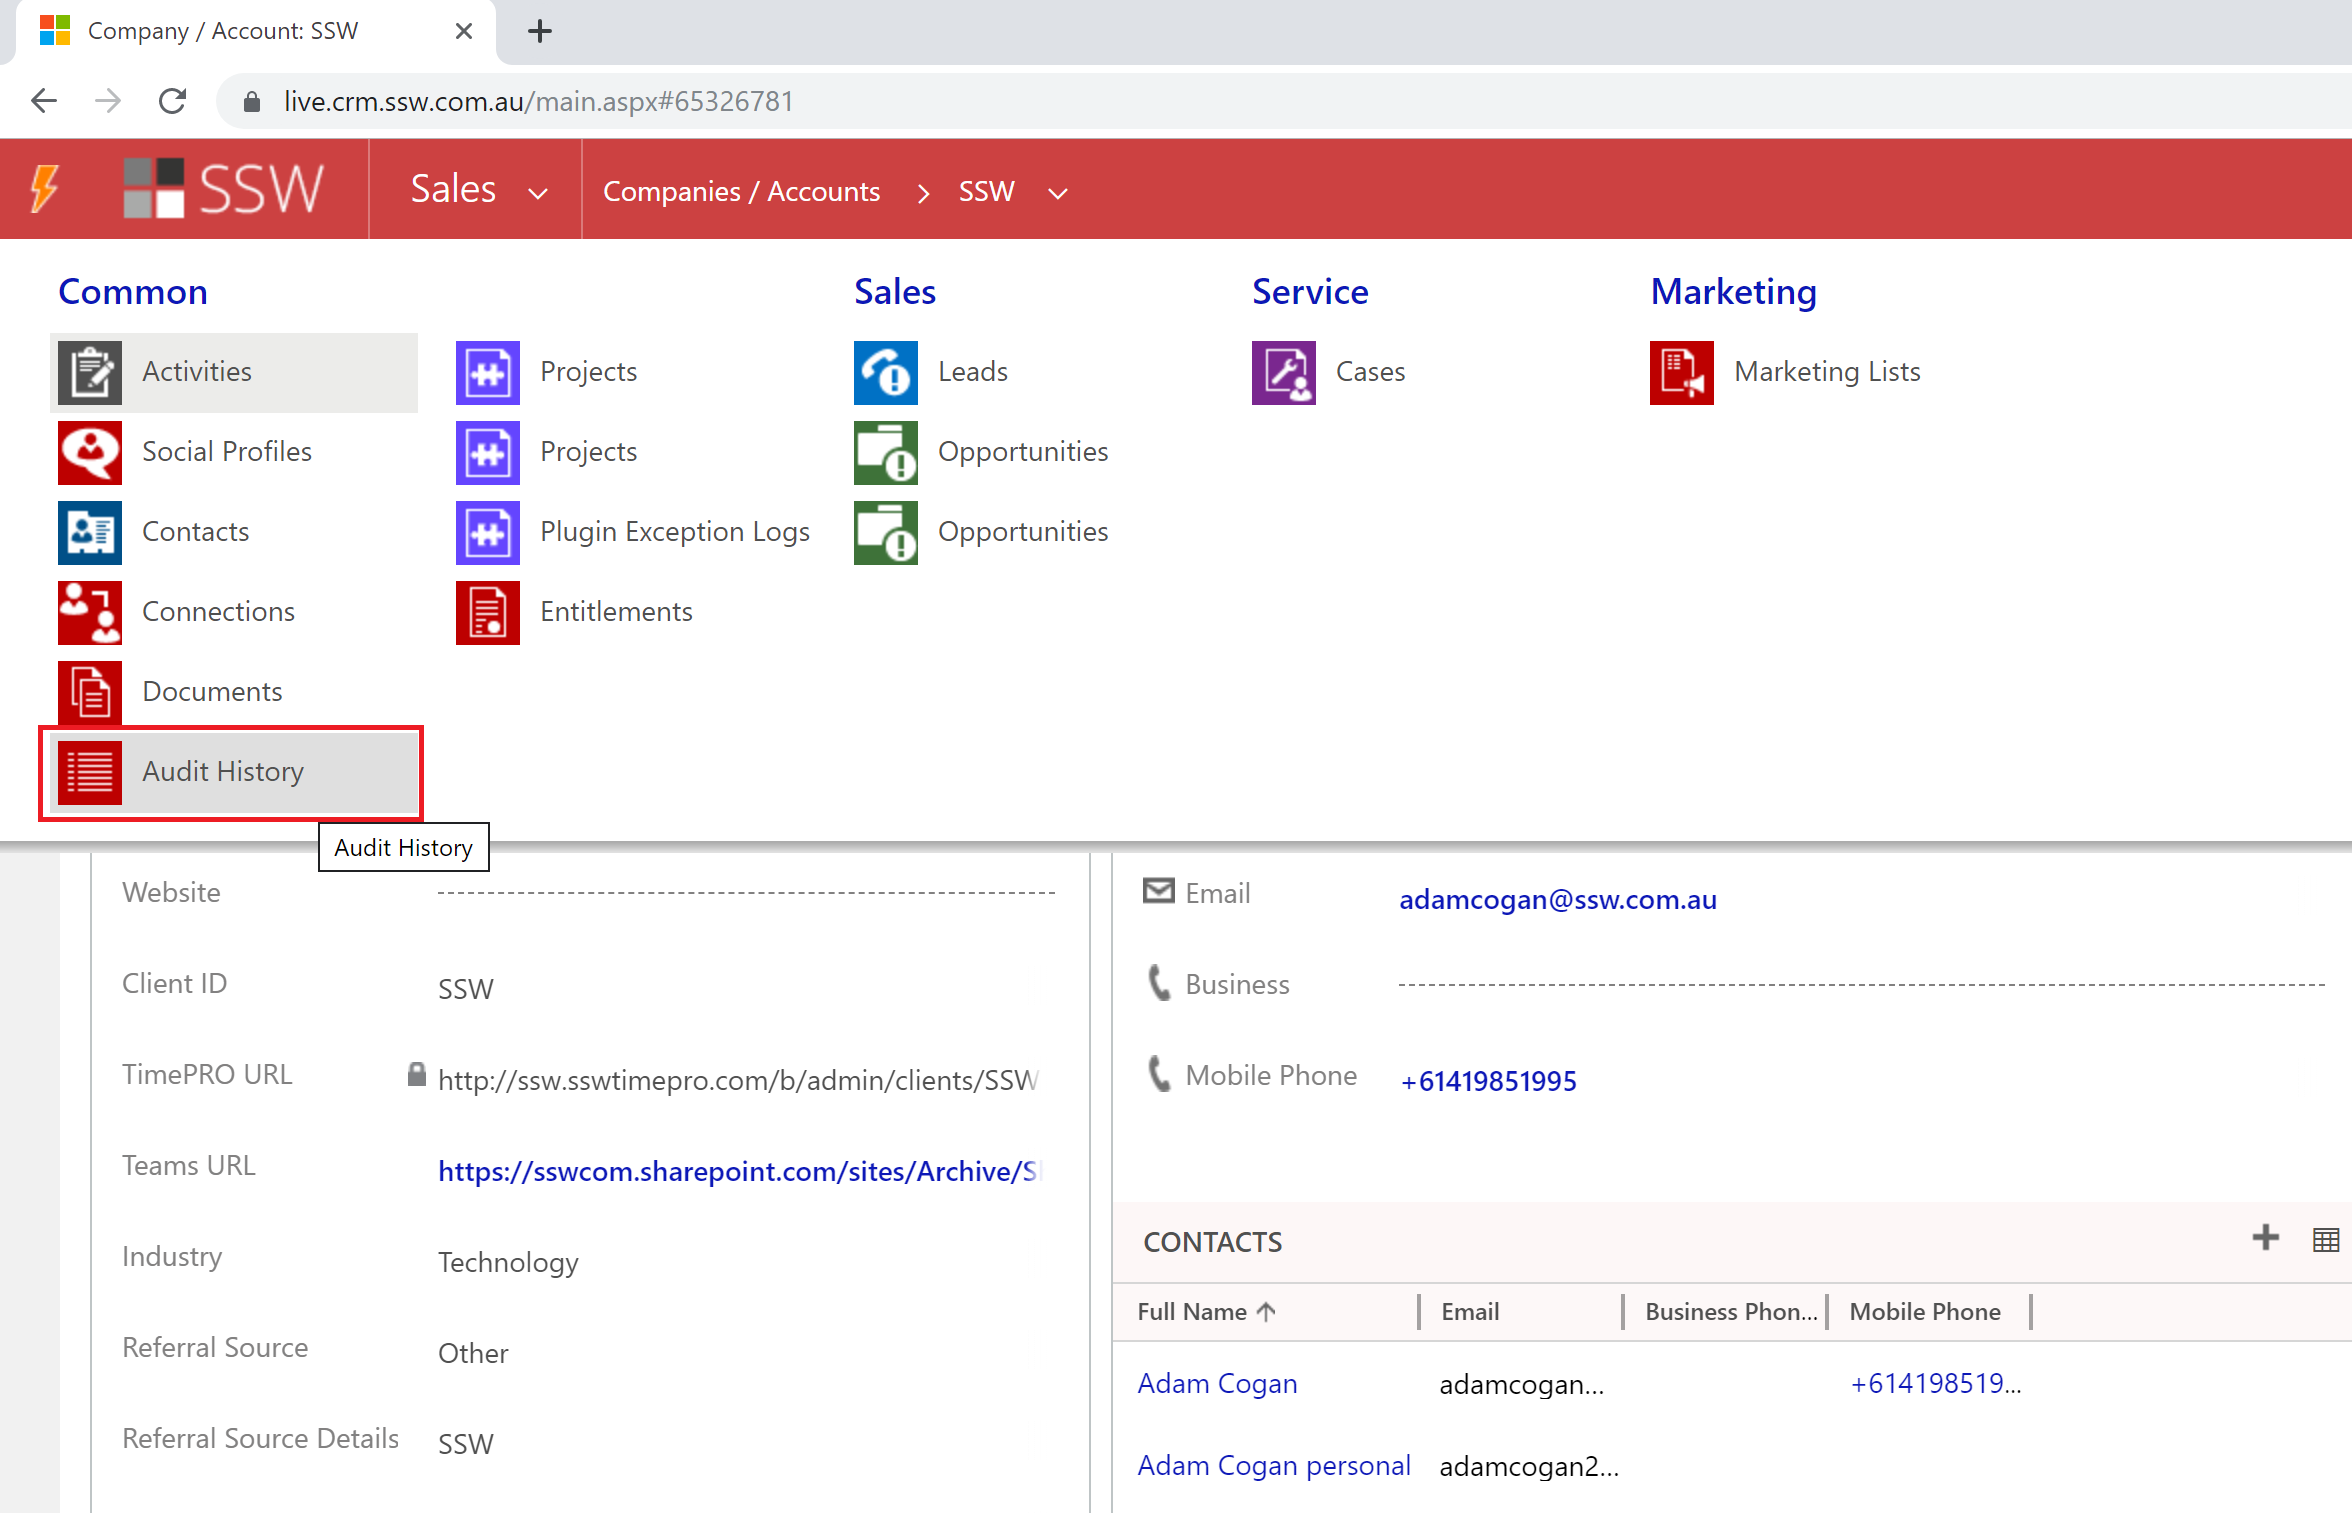 Company / Account: SSW
live.crm.ssw.com.au/main.aspx#65326781
SSW
Sales
Companies / Accounts
SSW
Common
Activities
Social Profiles
Contacts
Connections
Documents
Audit History
Projects
Projects
Plugin Exception Logs
Entitlements
Sales
Leads
Opportunities
Opportunities
Service
Cases
Marketing
Marketing Lists
Audit History
Website
Client ID SSW
TimePRO URL http://ssw.sswtimepro.com/b/admin/clients/SSW
Teams URL https://sswcom.sharepoint.com/sites/Archive/S
Industry Technology
Referral Source Other
Referral Source Details SSW
Email adamcogan@ssw.com.au
Business
Mobile Phone +61419851995
CONTACTS
Full Name Email Business Phon... Mobile Phone
Adam Cogan adamcogan... +614198519...
Adam Cogan personal adamcogan2...